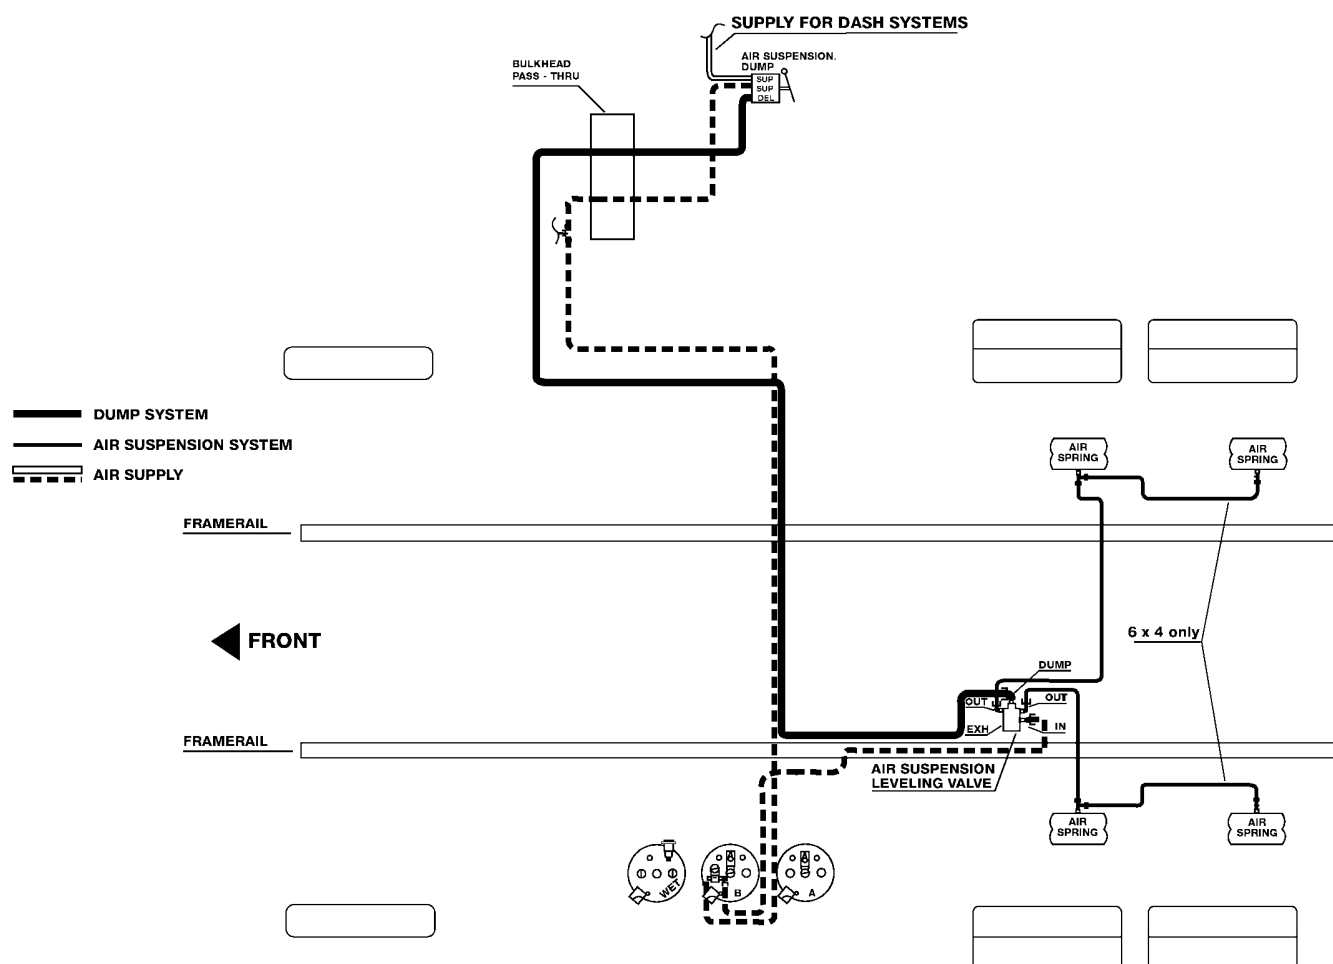 SUPPLY FOR DASH SYSTEMS
AIR SUSPENSION.
DUMP
BULKHEAD
PASS - THRU
SUP
SUP
DEL
DUMP SYSTEM
AIR SUSPENSION SYSTEM
AIR SUPPLY
AIR
SPRING
AIR
SPRING
FRAMERAIL
FRONT
6 x 4 only
DUMP
OUT
OUT
EXH
IN
FRAMERAIL
AIR SUSPENSION
LEVELING VALVE
AIR
SPRING
AIR
SPRING
A
A
WET
B
A